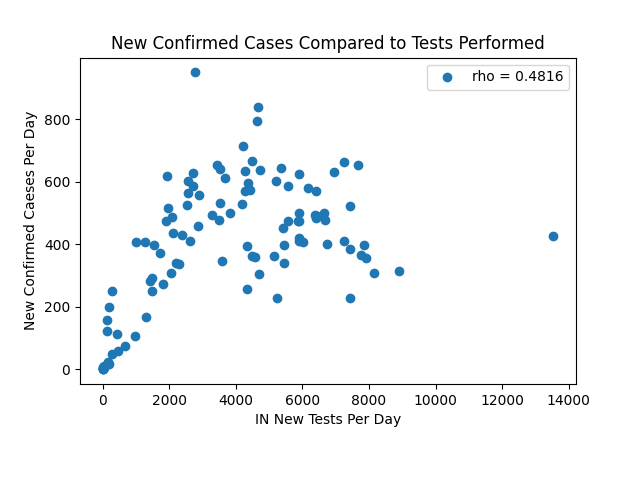 New Confirmed Cases Compared to Tests Performed
rho = 0.4816
New Confirmed Caeses Per Day
800
600
400
200
0
0 2000 4000 6000 8000 10000 12000 14000
IN New Tests Per Day